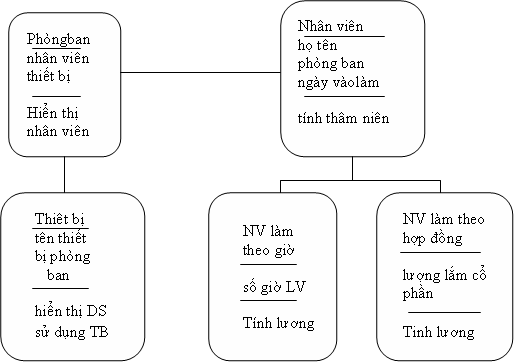 Phòngban
nhân viên
thiết bị
Hiển thị
nhân viên
Nhân viên
họ tên
phòng ban
ngày vàolàm
tính thâm niên
Thiêt bị
tên thiết
bị phòng
ban
hiển thị DS
sử dụng TB
NV làm
theo giờ
số giờ LV
Tính lương
NV làm theo
hợp đồng
lượng lắm cổ
phần
Tinh lương